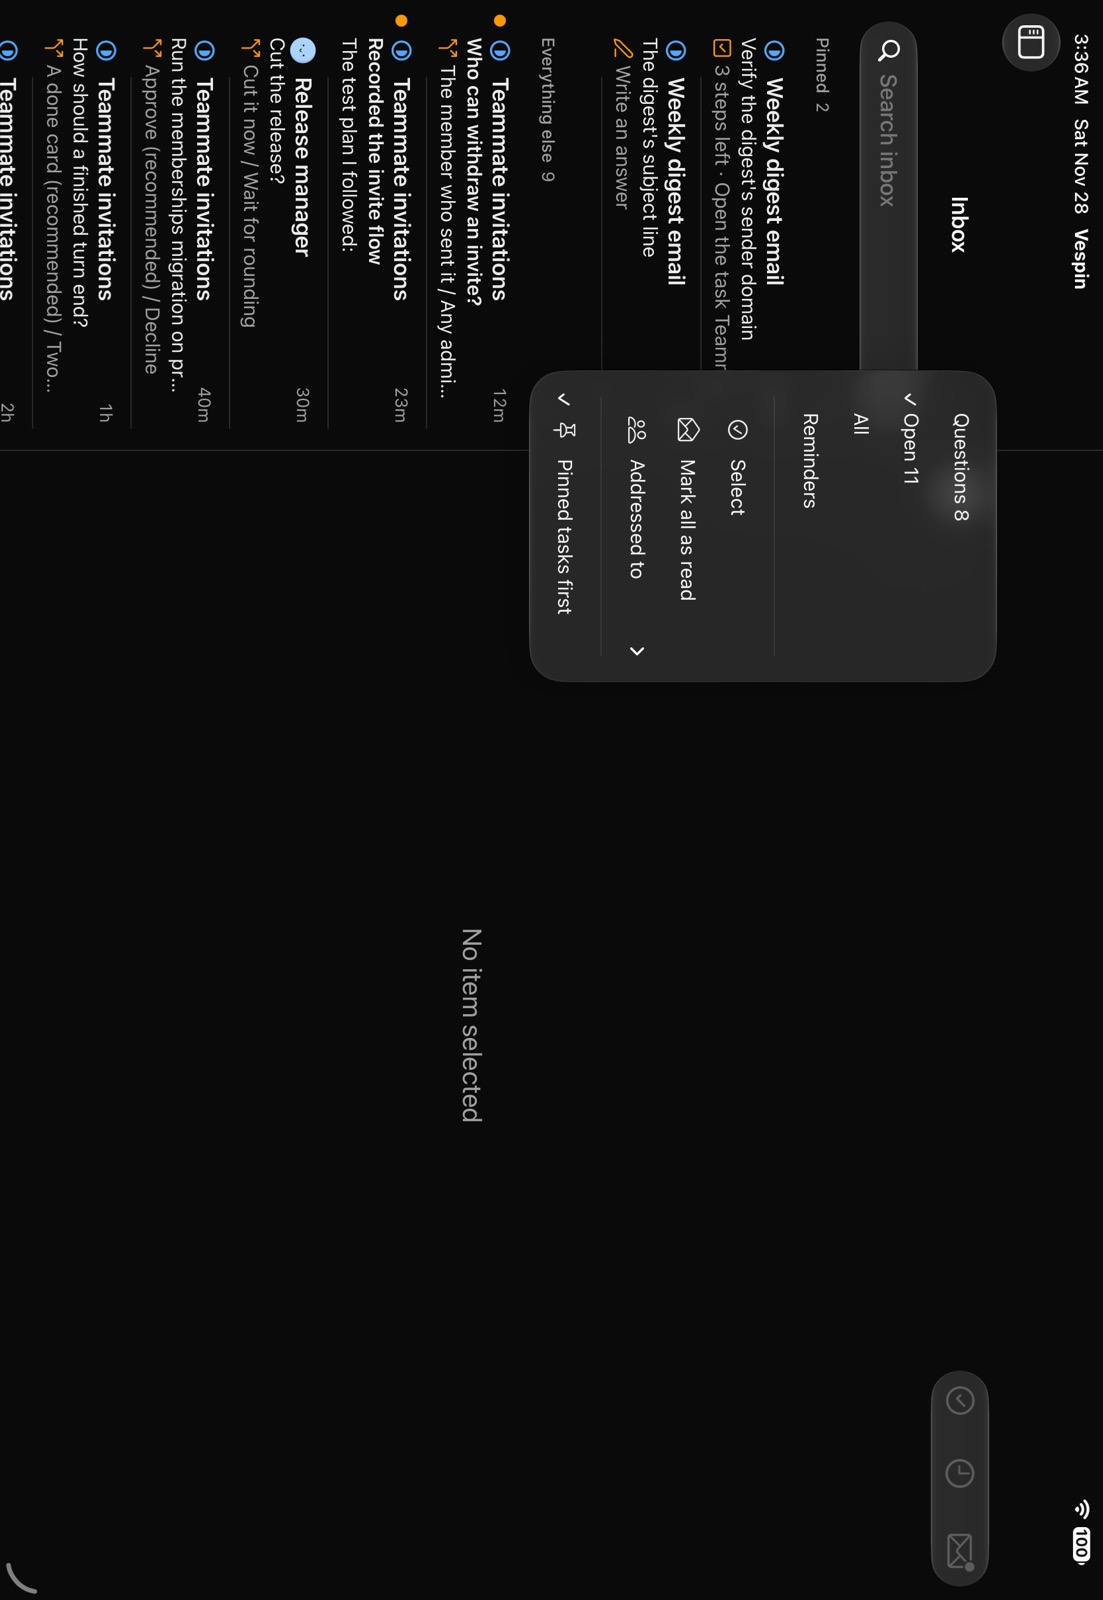 3:36 AM Sat Nov 28 Vespin
100
Inbox
Search inbox
Pinned 2
Weekly digest email
Verify the digest's sender domain
3 steps left · Open the task Teamr
Weekly digest email
The digest's subject line
Write an answer
Everything else 9
Teammate invitations 12m
Who can withdraw an invite?
The member who sent it / Any admi...
Teammate invitations 23m
Recorded the invite flow
The test plan I followed:
Release manager 30m
Cut the release?
Cut it now / Wait for rounding
Teammate invitations 40m
Run the memberships migration on pr...
Approve (recommended) / Decline
Teammate invitations 1h
How should a finished turn end?
A done card (recommended) / Two...
Teammate invitations 2h
Questions 8
Open 11
All
Reminders
Select
Mark all as read
Addressed to
Pinned tasks first
No item selected